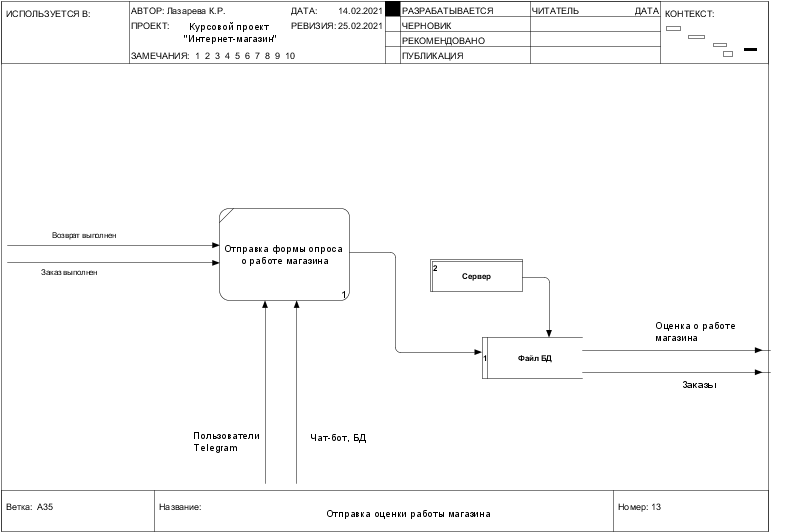 ИСПОЛЬЗУЕТСЯ В:
АВТОР: Лазарева К.Р.
ДАТА: 14.02.2021
РАЗРАБАТЫВАЕТСЯ
ЧИТАТЕЛЬ
ДАТА
КОНТЕКСТ:
ПРОЕКТ: Курсовой проект
"Интернет-магазин"
РЕВИЗИЯ: 25.02.2021
ЧЕРНОВИК
РЕКОМЕНДОВАНО
ЗАМЕЧАНИЯ: 1 2 3 4 5 6 7 8 9 10
ПУБЛИКАЦИЯ
Возврат выполнен
Заказ выполнен
Отправка формы опроса
о работе магазина
1
2
Сервер
1
Файл БД
Оценка о работе
магазина
Заказы
Пользователи
Telegram
Чат-бот, БД
Ветка: A35
Название:
Отправка оценки работы магазина
Номер: 13